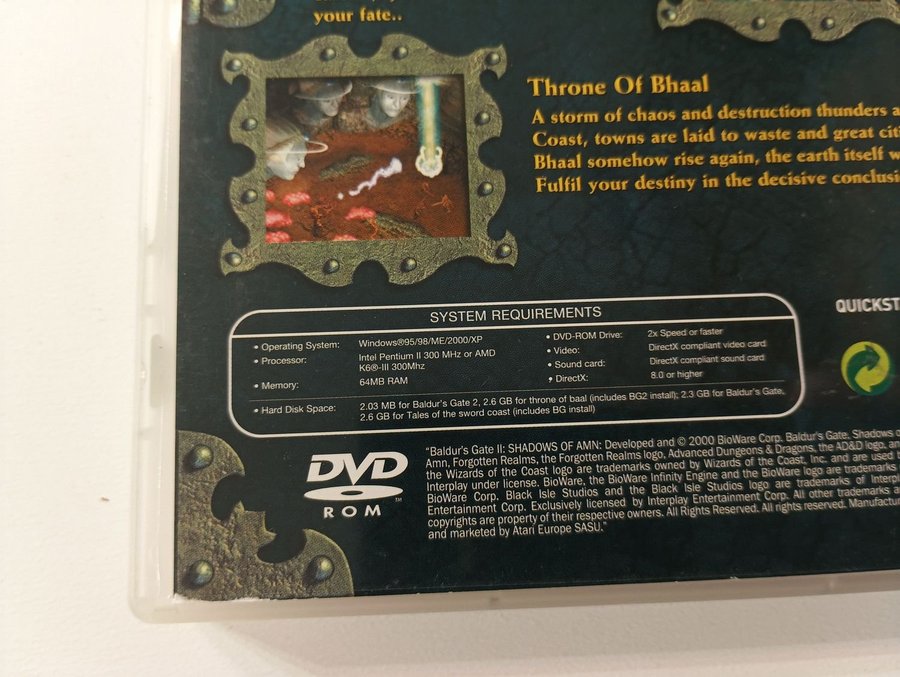 your fate..
Throne Of Bhaal
A storm of chaos and destruction thunders
Coast, towns are laid to waste and great
Bhaal somehow rise again, the earth itself
Fulfil your destiny in the decisive
SYSTEM REQUIREMENTS
• Operating System: Windows®95/98/ME/2000/XP
• Processor: Intel Pentium II 300 MHz or AMD
K6®-III 300Mhz
• Memory: 64MB RAM
• DVD-ROM Drive: 2x Speed or faster
• Video: DirectX compliant video card
• Sound card: DirectX compliant sound card
• DirectX: 8.0 or higher
• Hard Disk Space: 2.03 MB for Baldur's Gate 2, 2.6 GB for throne of baal (includes BG2 install); 2.3 GB for Baldur's Gate,
2.6 GB for Tales of the sword coast (includes BG install)
QUICKST
DVD
ROM
TM
"Baldur's Gate II: SHADOWS OF AMN: Developed and © 2000 BioWare Corp. Baldur's Gate, Shadows of
Amn, Forgotten Realms, the Forgotten Realms logo, Advanced Dungeons & Dragons, the AD&D logo, an
the Wizards of the Coast logo are trademarks owned by Wizards of the Coast, Inc. and are used
Interplay under license. BioWare, the BioWare Infinity Engine and the BioWare logo are trademarks
BioWare Corp. Black Isle Studios and the Black Isle Studios logo are trademarks of Interpl
Entertainment Corp. Exclusively licensed by Interplay Entertainment Corp. All other trademarks
copyrights are property of their respective owners. All Rights Reserved. All rights reserved. Manufactur
and marketed by Atari Europe SASU."